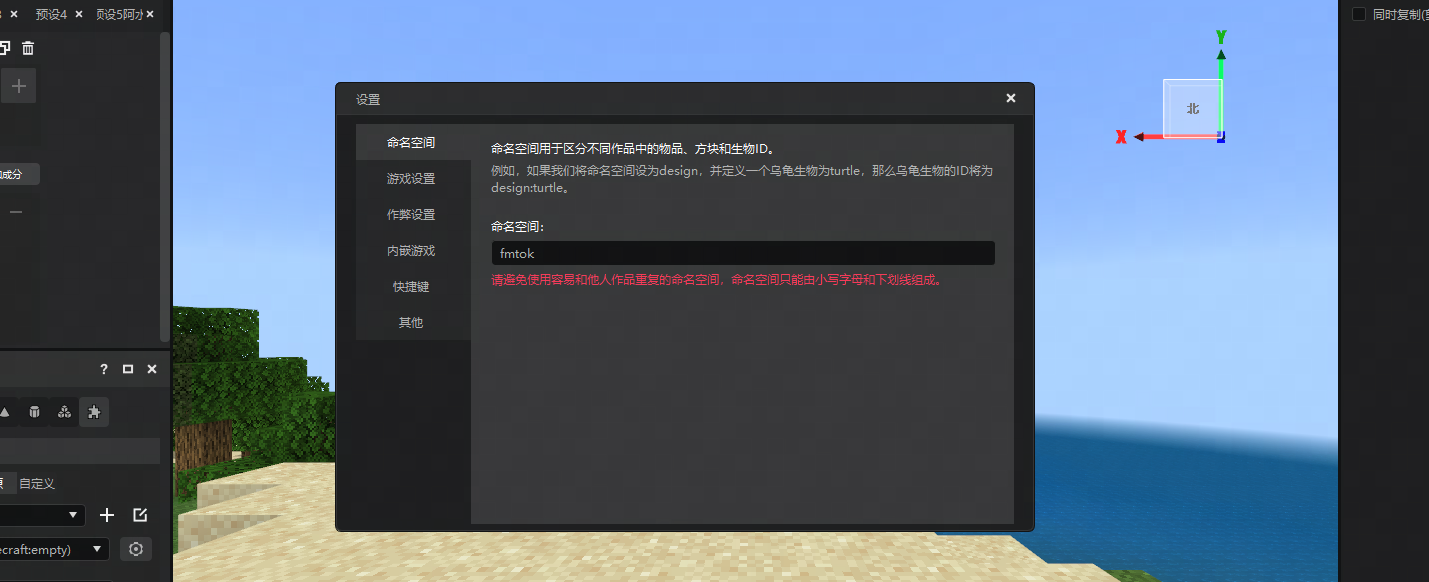 预设4
预设5阿水
同时复制
Y
北
X
设置
命名空间
游戏设置
作弊设置
内嵌游戏
快捷键
其他
命名空间用于区分不同作品中的物品、方块和生物ID。
例如，如果我们将命名空间设为design，并定义一个乌龟生物为turtle，那么乌龟生物的ID将为
design:turtle。
命名空间：
fmtok
请避免使用容易和他人作品重复的命名空间，命名空间只能由小写字母和下划线组成。
成分
?
自定义
ecraft:empty)